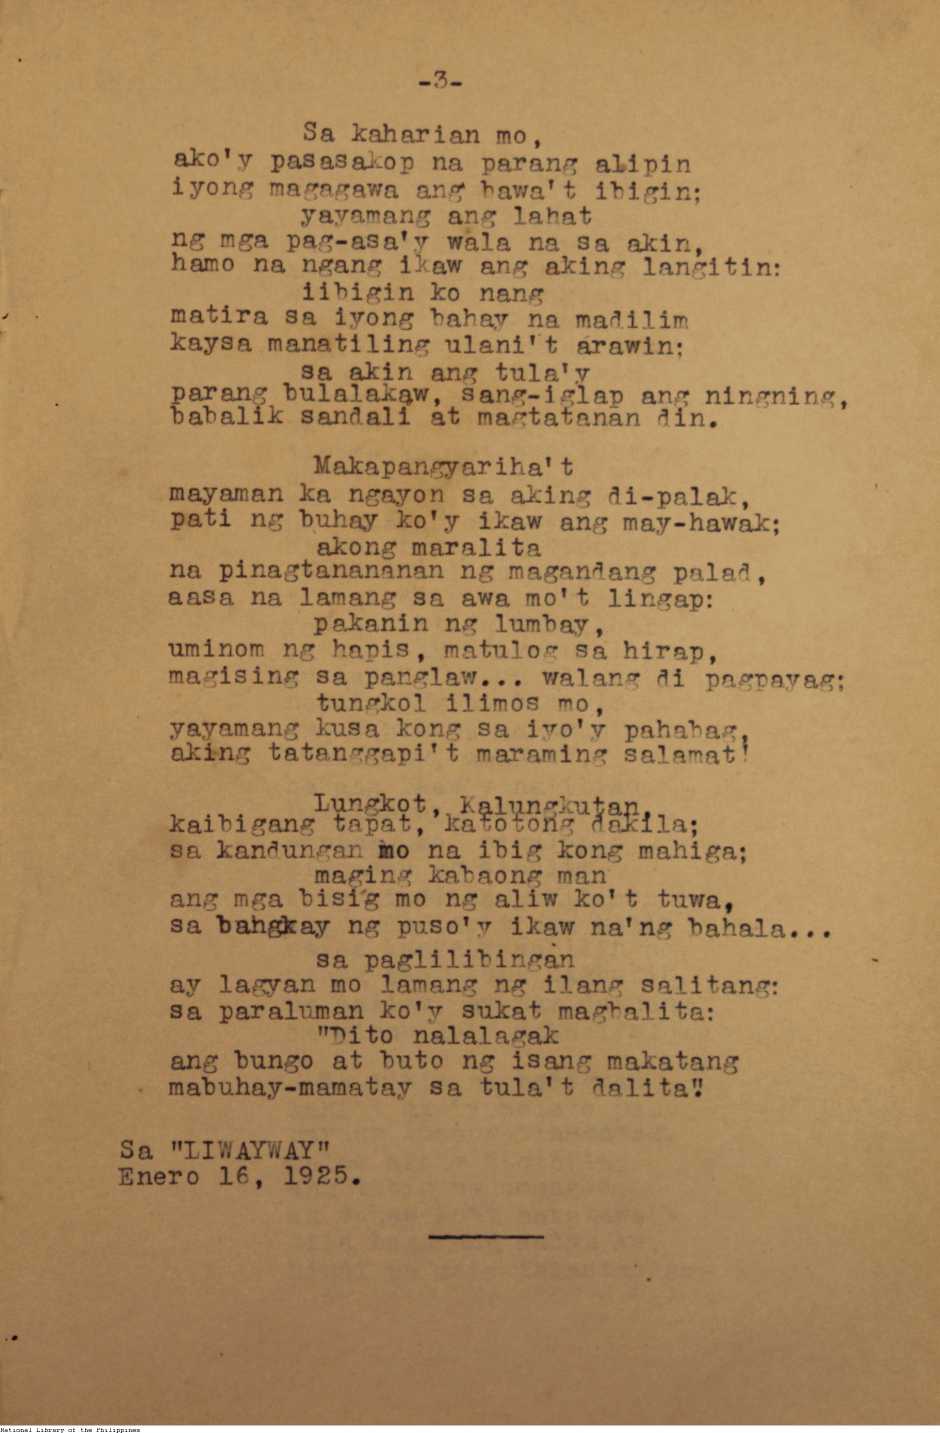 -3-
Sa kaharian mo,
ako'y pasasakop na parang alipin
iyong magagawa ang bawa't ibigin;
yayamang ang lahat
ng mga pag-asa'y wala na sa akin,
hamo na ngang ikaw ang aking langitin:
iibigin ko nang
matira sa iyong bahay na madilim
kaysa manatiling ulani't arawin;
sa akin ang tula'y
parang bulalakaw, sang-iglap ang ningning,
babalik sandali at magtatanan din.
Makapangyariha't
mayaman ka ngayon sa aking di-palak,
pati ng buhay ko'y ikaw ang may-hawak;
akong maralita
na pinagtanananan ng magandang palad,
aasa na lamang sa awa mo't lingap:
pakanin ng lumbay,
uminom ng hapis, matulog sa hirap,
magising sa panglaw... walang di pagpayag;
tungkol ilimos mo,
yayamang kusa kong sa iyo'y pahabag,
aking tatanggapi't maraming salamat!
Lungkot, Kalungkutan,
kaibigang tapat, katotong dakila;
sa kandungan mo na ibig kong mahiga;
maging kabaong man
ang mga bisig mo ng aliw ko't tuwa,
sa bangkay ng puso'y ikaw na'ng bahala...
sa paglilibingan
ay lagyan mo lamang ng ilang salitang:
sa paraluman ko'y sukat magbalita:
"Dito nalalagak
ang bungo at buto ng isang makatang
mabuhay-mamatay sa tula't dalita"!
Sa "LIWAYWAY"
Enero 16, 1925.
National Library of the Philippines